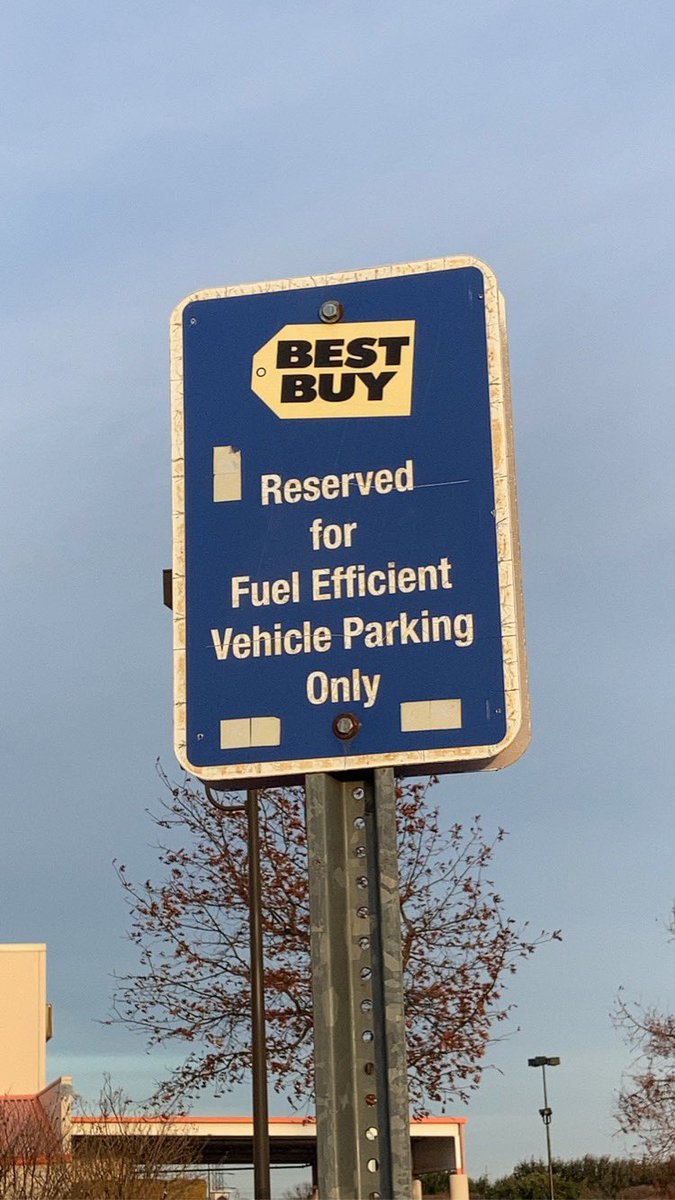 BEST
BUY
Reserved
for
Fuel Efficient
Vehicle Parking
Only